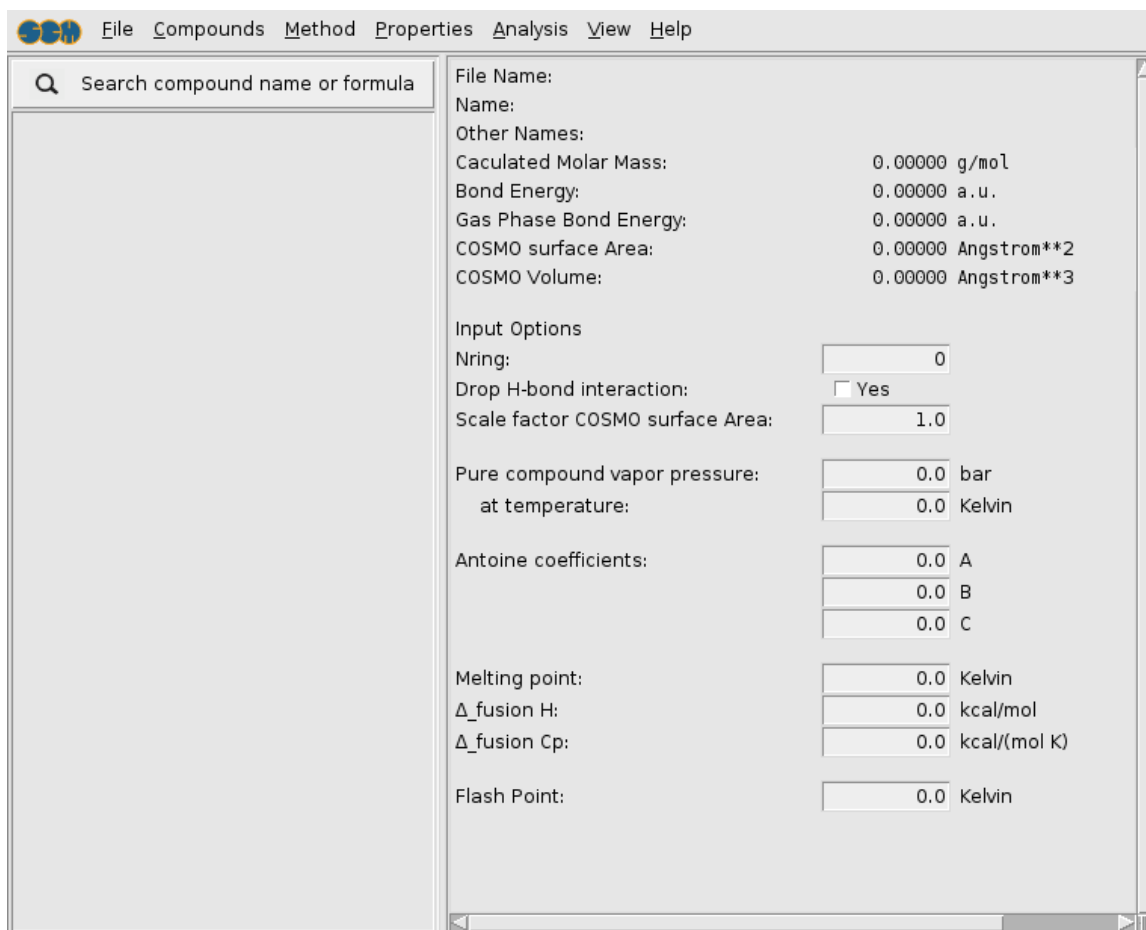 SCM File Compounds Method Properties Analysis View Help
Search compound name or formula
File Name:
Name:
Other Names:
Caculated Molar Mass: 0.00000 g/mol
Bond Energy: 0.00000 a.u.
Gas Phase Bond Energy: 0.00000 a.u.
COSMO surface Area: 0.00000 Angstrom**2
COSMO Volume: 0.00000 Angstrom**3
Input Options
Nring: 0
Drop H-bond interaction: Yes
Scale factor COSMO surface Area: 1.0
Pure compound vapor pressure: 0.0 bar
at temperature: 0.0 Kelvin
Antoine coefficients: 0.0 A
0.0 B
0.0 C
Melting point: 0.0 Kelvin
Δ_fusion H: 0.0 kcal/mol
Δ_fusion Cp: 0.0 kcal/(mol K)
Flash Point: 0.0 Kelvin